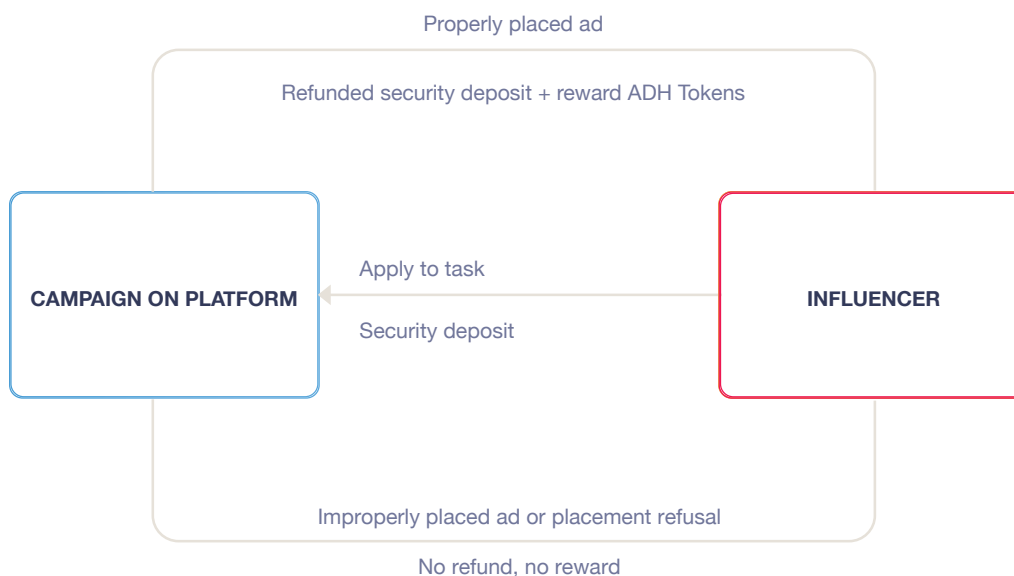 Properly placed ad
Refunded security deposit + reward ADH Tokens
Apply to task
CAMPAIGN ON PLATFORM
INFLUENCER
Security deposit
Improperly placed ad or placement refusal
No refund, no reward